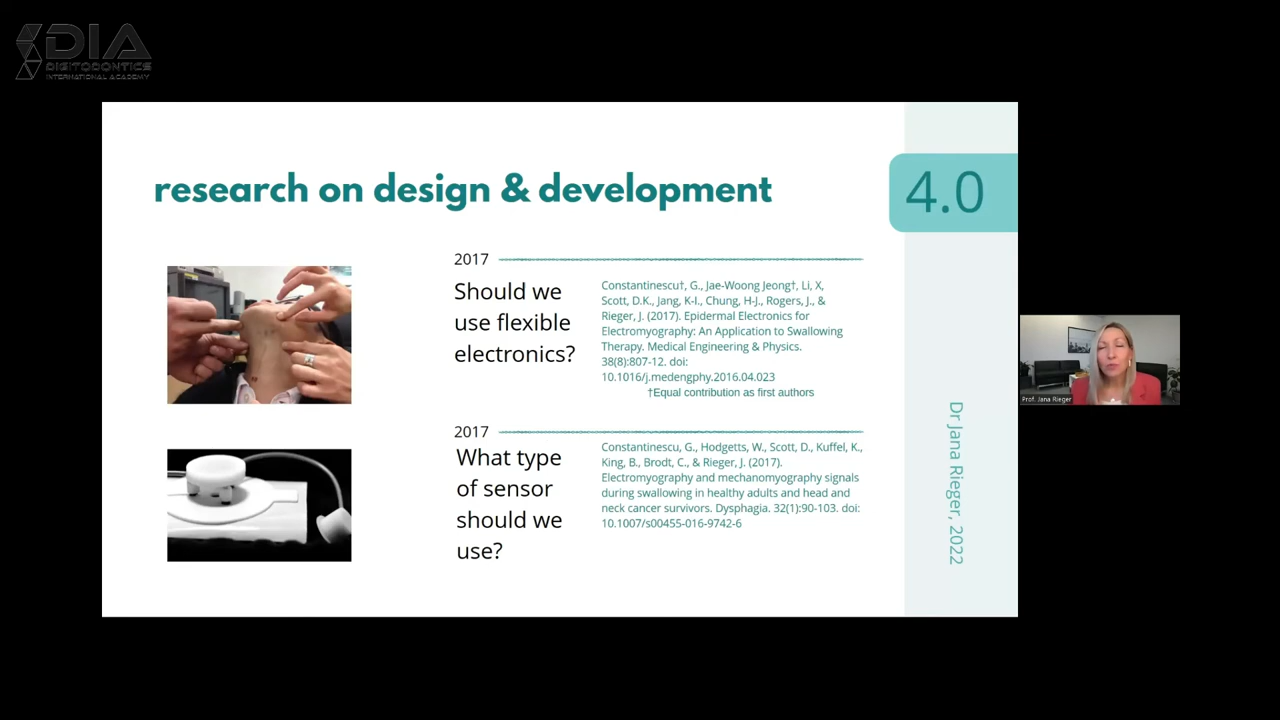 DIA
DIGITODONTICS
INTERNATIONAL ACADEMY
research on design & development
4.0
2017
Should we
use flexible
electronics?
Constantinescu†, G., Jae-Woong Jeong†, Li, X,
Scott, D.K., Jang, K-I., Chung, H-J., Rogers, J., &
Rieger, J. (2017). Epidermal Electronics for
Electromyography: An Application to Swallowing
Therapy. Medical Engineering & Physics.
38(8):807-12. doi:
10.1016/j.medengphy.2016.04.023
†Equal contribution as first authors
2017
What type
of sensor
should we
use?
Constantinescu, G., Hodgetts, W., Scott, D., Kuffel, K.,
King, B., Brodt, C., & Rieger, J. (2017).
Electromyography and mechanomyography signals
during swallowing in healthy adults and head and
neck cancer survivors. Dysphagia. 32(1):90-103. doi:
10.1007/s00455-016-9742-6
Dr Jana Rieger, 2022
Prof. Jana Rieger